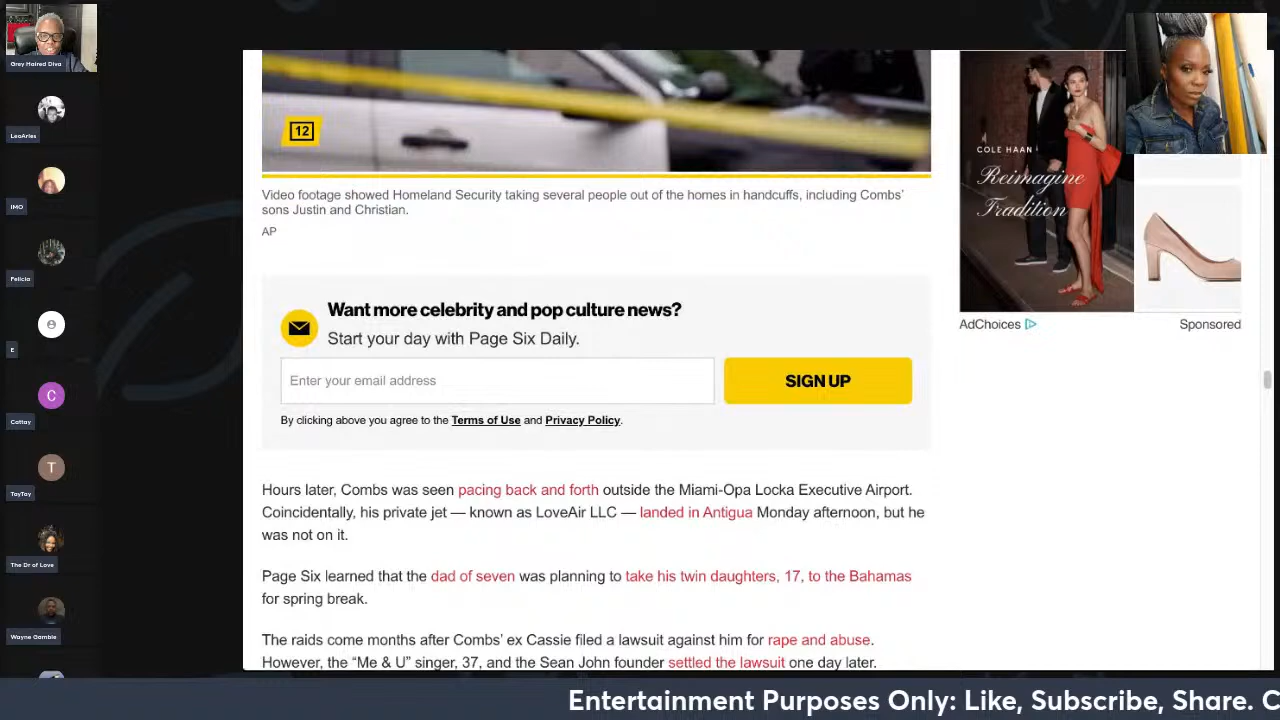 Grey Haired Diva
LeoAries
IMO
Felicia
E
C
Cattay
T
TayTay
The Dr of Love
Wayne Gamble
12
Video footage showed Homeland Security taking several people out of the homes in handcuffs, including Combs'
sons Justin and Christian.
AP
Want more celebrity and pop culture news?
Start your day with Page Six Daily.
Enter your email address
SIGN UP
By clicking above you agree to the Terms of Use and Privacy Policy.
Hours later, Combs was seen pacing back and forth outside the Miami-Opa Locka Executive Airport.
Coincidentally, his private jet — known as LoveAir LLC — landed in Antigua Monday afternoon, but he
was not on it.
Page Six learned that the dad of seven was planning to take his twin daughters, 17, to the Bahamas
for spring break.
The raids come months after Combs' ex Cassie filed a lawsuit against him for rape and abuse.
However, the “Me & U” singer, 37, and the Sean John founder settled the lawsuit one day later.
COLE HAAN
Reimagine
Tradition
AdChoices
Sponsored
Entertainment Purposes Only: Like, Subscribe, Share. C